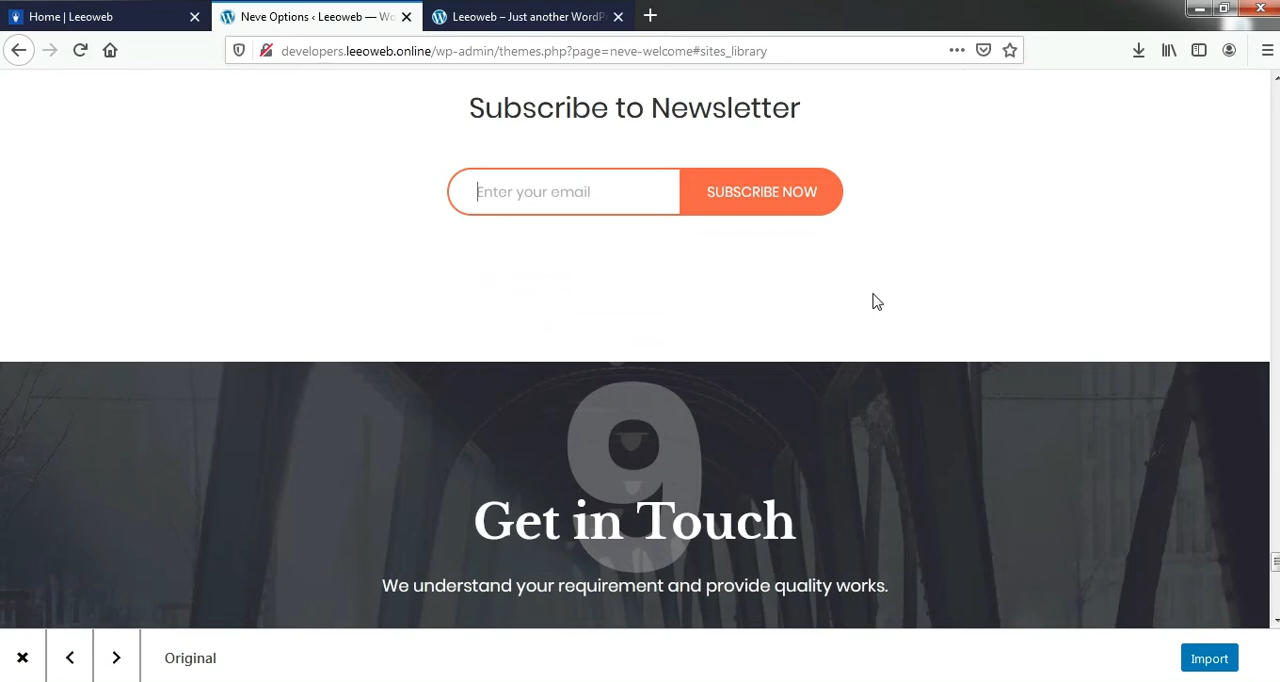 Home | Leeoweb
Neve Options ‹ Leeoweb — Wo
Leeoweb – Just another WordPr
developers.leeoweb.online/wp-admin/themes.php?page=neve-welcome#sites_library
Subscribe to Newsletter
Enter your email
SUBSCRIBE NOW
9
Get in Touch
We understand your requirement and provide quality works.
Original
Import